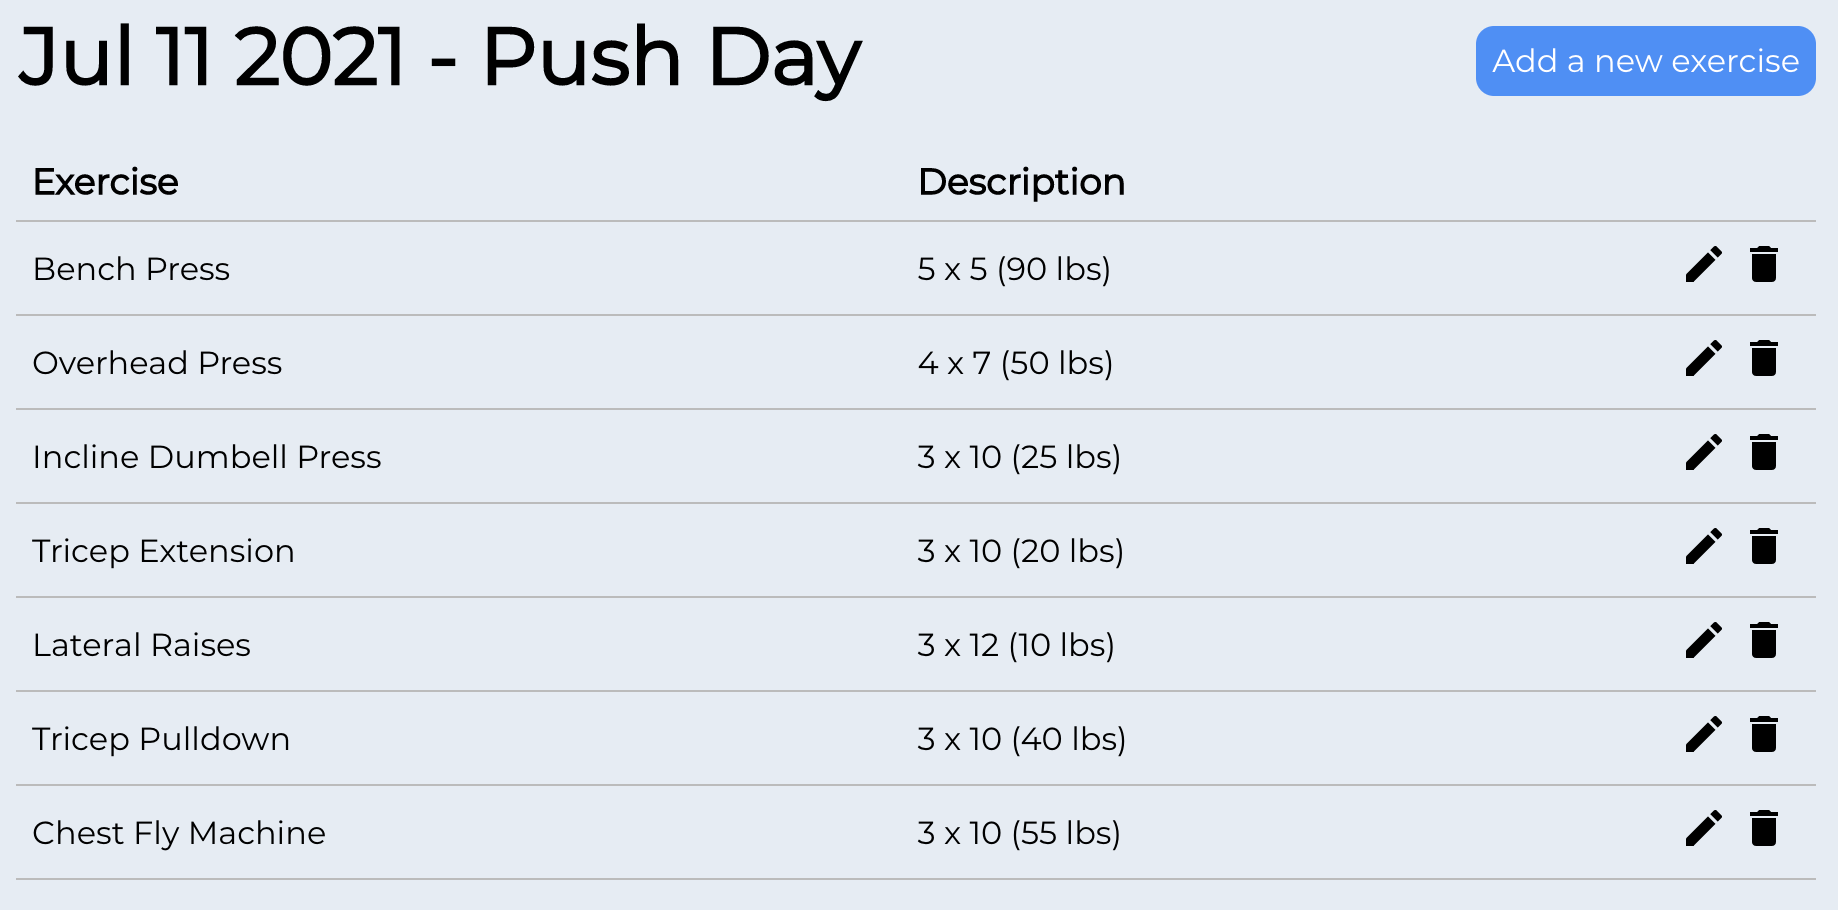 Jul 11 2021 - Push Day
Add a new exercise
Exercise Description
Bench Press 5 x 5 (90 lbs)
Overhead Press 4 x 7 (50 lbs)
Incline Dumbell Press 3 x 10 (25 lbs)
Tricep Extension 3 x 10 (20 lbs)
Lateral Raises 3 x 12 (10 lbs)
Tricep Pulldown 3 x 10 (40 lbs)
Chest Fly Machine 3 x 10 (55 lbs)